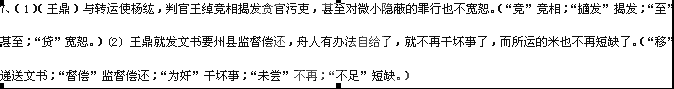 7、（1）（王鼎）与转运使杨纮，判官王绰竞相揭发贪官污吏，甚至对微小隐蔽的罪行也不宽恕。（“竞”竞相；“擿发”揭发；“至”
甚至；“贷”宽恕。）（2）王鼎就发文书要州县监督偿还，舟人有办法自给了，就不再干坏事了，而所运的米也不再短缺了。（“移”
递送文书；“督偿”监督偿还；“为奸”干坏事；“未尝”不再；“不足”短缺。）